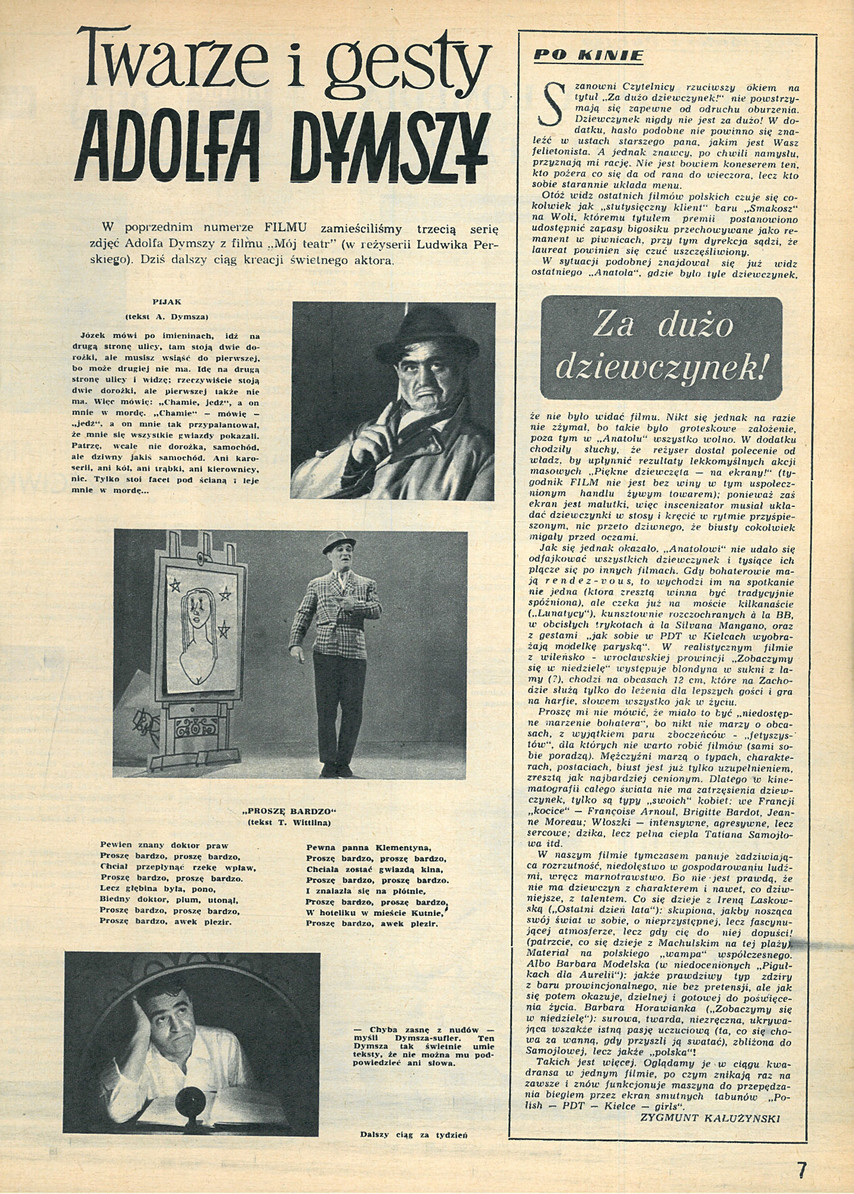 Twarze i gesty
ADOLFA DYMSZY
W poprzednim numerze FILMU zamieściliśmy trzecią serię
zdjęć Adolfa Dymszy z filmu „Mój teatr” (w reżyserii Ludwika Per-
skiego). Dziś dalszy ciąg kreacji świetnego aktora.
PIJAK
(tekst A. Dymsza)
Józek mówi po imieninach, idź na
drugą stronę ulicy, tam stoją dwie do-
rożki, ale musisz wsiąść do pierwszej,
bo może drugiej nie ma. Idę na drugą
stronę ulicy i widzę: rzeczywiście stoją
dwie dorożki, ale pierwszej także nie
ma. Więc mówię: „Chamie, jedź”, a on
mnie w mordę. „Chamie” — mówię —
„jedź”, a on mnie tak przypalantował,
że mnie się wszystkie gwiazdy pokazali.
Patrzę, wcale nie dorożka, samochód,
ale dziwny jakiś samochód. Ani karo-
serii, ani kół, ani trąbki, ani kierownicy,
nic. Tylko stoi facet pod ścianą i leje
mnie w mordę...
„PROSZĘ BARDZO”
(tekst T. Wittlina)
Pewien znany doktor praw
Proszę bardzo, proszę bardzo,
Chciał przepłynąć rzekę wpław,
Proszę bardzo, proszę bardzo.
Lecz głębina była, pono,
Biedny doktor, plum, utonął,
Proszę bardzo, proszę bardzo,
Proszę bardzo, awek plezir.
Pewna panna Klementyna,
Proszę bardzo, proszę bardzo,
Chciała zostać gwiazdą kina,
Proszę bardzo, proszę bardzo.
I znalazła się na płótnie,
Proszę bardzo, proszę bardzo,
W hoteliku w mieście Kutnie,
Proszę bardzo, awek plezir.
— Chyba zasnę z nudów —
myśli Dymsza-sufler. Ten
Dymsza tak świetnie umie
teksty, że nie można mu pod-
powiedzieć ani słowa.
Dalszy ciąg za tydzień
PO KINIE
Szanowni Czytelnicy rzuciwszy okiem na
tytuł „Za dużo dziewczynek!” nie powstrzy-
mają się zapewne od odruchu oburzenia.
Dziewczynek nigdy nie jest za dużo! W do-
datku, hasło podobne nie powinno się zna-
leźć w ustach starszego pana, jakim jest Wasz
felietonista. A jednak znawcy, po chwili namysłu,
przyznają mi rację. Nie jest bowiem koneserem ten,
kto pożera co się da od rana do wieczora, lecz kto
sobie starannie układa menu.
Otóż widz ostatnich filmów polskich czuje się co-
kolwiek jak „stutysięczny klient” baru „Smakosz”
na Woli, któremu tytułem premii postanowiono
udostępnić zapasy bigosiku przechowywane jako re-
manent w piwnicach, przy tym dyrekcja sądzi, że
laureat powinien się czuć uszczęśliwiony.
W sytuacji podobnej znajdował się już widz
ostatniego „Anatola”, gdzie było tyle dziewczynek,
Za dużo
dziewczynek!
że nie było widać filmu. Nikt się jednak na razie
nie zżymał, bo takie było groteskowe założenie,
poza tym w „Anatolu” wszystko wolno. W dodatku
chodziły słuchy, że reżyser dostał polecenie od
władz, by upłynnić rezultaty lekkomyślnych akcji
masowych „Piękne dziewczęta — na ekrany!” (ty-
godnik FILM nie jest bez winy w tym uspołecz-
nionym handlu żywym towarem); ponieważ zaś
ekran jest malutki, więc inscenizator musiał ukła-
dać dziewczynki w stosy i kręcić w rytmie przyśpie-
szonym, nic przeto dziwnego, że biusty cokolwiek
migały przed oczami.
Jak się jednak okazało, „Anatolowi” nie udało się
odfajkować wszystkich dziewczynek i tysiące ich
plącze się po innych filmach. Gdy bohaterowie ma-
ją rendez-vous, to wychodzi im na spotkanie
nie jedna (która zresztą winna być tradycyjnie
spóźniona), ale czeka już na moście kilkanaście
(„Lunatycy”), kunsztownie rozczochranych à la BB,
w obcisłych trykotach à la Silvana Mangano, oraz
z gestami „jak sobie w PDT w Kielcach wyobra-
żają modelkę paryską”. W realistycznym filmie
z wileńsko - wrocławskiej prowincji „Zobaczymy
się w niedzielę” występuje blondyna w sukni z la-
my (?), chodzi na obcasach 12 cm, które na Zacho-
dzie służą tylko do leżenia dla lepszych gości i gra
na harfie, słowem wszystko jak w życiu.
Proszę mi nie mówić, że miało to być „niedostęp-
ne marzenie bohatera”, bo nikt nie marzy o obca-
sach, z wyjątkiem paru zboczeńców - „fetyszys-
tów”, dla których nie warto robić filmów (sami so-
bie poradzą). Mężczyźni marzą o typach, charakte-
rach, postaciach, biust jest już tylko uzupełnieniem,
zresztą jak najbardziej cenionym. Dlatego w kine-
matografii całego świata nie ma zatrzęsienia dziew-
czynek, tylko są typy „swoich” kobiet: we Francji
„kocice” — Françoise Arnoul, Brigitte Bardot, Jean-
ne Moreau; Włoszki — intensywne, agresywne, lecz
sercowe; dzika, lecz pełna ciepła Tatiana Samojło-
wa itd.
W naszym filmie tymczasem panuje zadziwiają-
ca rozrzutność, niedołęstwo w gospodarowaniu ludź-
mi, wręcz marnotrawstwo. Bo nie jest prawdą, że
nie ma dziewczyn z charakterem i nawet, co dziw-
niejsze, z talentem. Co się dzieje z Ireną Laskow-
ską („Ostatni dzień lata”): skupiona, jakby nosząca
swój świat w sobie, o nieprzystępnej, lecz fascynu-
jącej atmosferze, lecz gdy cię do niej dopuści!
(patrzcie, co się dzieje z Machulskim na tej plaży).
Materiał na polskiego „wampa” współczesnego.
Albo Barbara Modelska (w niedocenionych „Piguł-
kach dla Aurelii”): jakże prawdziwy typ zdziry
z baru prowincjonalnego, nie bez pretensji, ale jak
się potem okazuje, dzielnej i gotowej do poświęce-
nia życia. Barbara Horawianka („Zobaczymy się
w niedzielę”): surowa, twarda, niezręczna, ukrywa-
jąca wszakże istną pasję uczuciową (ta, co się cho-
wa za wanną, gdy przyszli ją swatać), zbliżona do
Samojłowej, lecz jakże „polska”!
Takich jest więcej. Oglądamy je w ciągu kwa-
dransa w jednym filmie, po czym znikają raz na
zawsze i znów funkcjonuje maszyna do przepędza-
nia biegiem przez ekran smutnych tabunów „Po-
lish — PDT — Kielce — girls”.
ZYGMUNT KAŁUŻYŃSKI
7